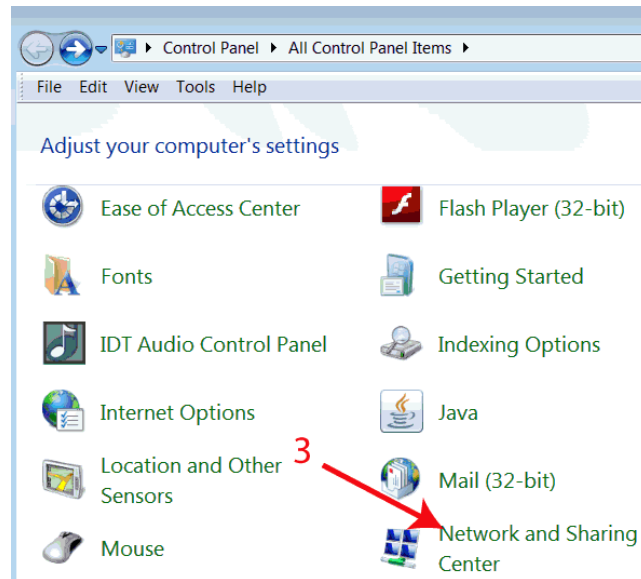 Control Panel All Control Panel Items
File Edit View Tools Help
Adjust your computer's settings
Ease of Access Center Flash Player (32-bit)
Fonts Getting Started
IDT Audio Control Panel Indexing Options
Internet Options Java
3
Location and Other
Sensors
Mail (32-bit)
Mouse
Network and Sharing
Center